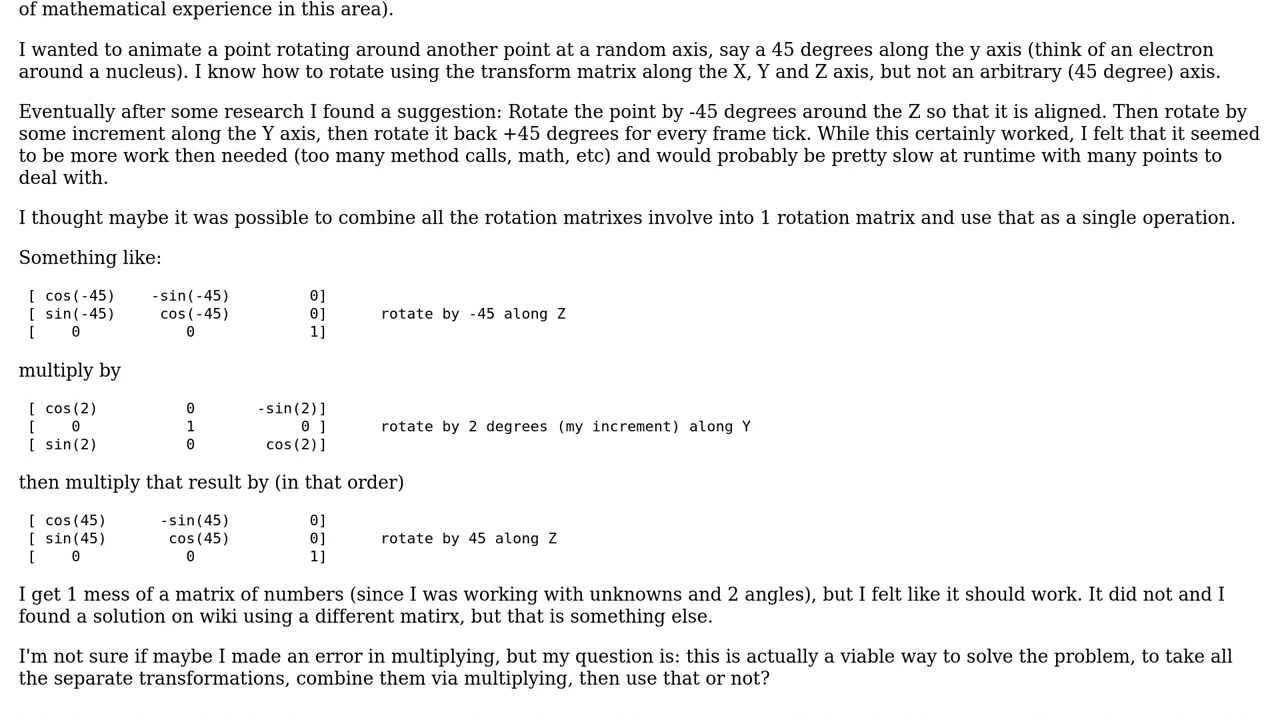 of mathematical experience in this area).
I wanted to animate a point rotating around another point at a random axis, say a 45 degrees along the y axis (think of an electron
around a nucleus). I know how to rotate using the transform matrix along the X, Y and Z axis, but not an arbitrary (45 degree) axis.
Eventually after some research I found a suggestion: Rotate the point by -45 degrees around the Z so that it is aligned. Then rotate by
some increment along the Y axis, then rotate it back +45 degrees for every frame tick. While this certainly worked, I felt that it seemed
to be more work then needed (too many method calls, math, etc) and would probably be pretty slow at runtime with many points to
deal with.
I thought maybe it was possible to combine all the rotation matrixes involve into 1 rotation matrix and use that as a single operation.
Something like:
[ cos(-45)    -sin(-45)         0]
[ sin(-45)     cos(-45)         0]      rotate by -45 along Z
[    0            0             1]
multiply by
[ cos(2)          0       -sin(2)]
[    0            1            0 ]      rotate by 2 degrees (my increment) along Y
[ sin(2)          0        cos(2)]
then multiply that result by (in that order)
[ cos(45)      -sin(45)         0]
[ sin(45)       cos(45)         0]      rotate by 45 along Z
[    0            0             1]
I get 1 mess of a matrix of numbers (since I was working with unknowns and 2 angles), but I felt like it should work. It did not and I
found a solution on wiki using a different matirx, but that is something else.
I'm not sure if maybe I made an error in multiplying, but my question is: this is actually a viable way to solve the problem, to take all
the separate transformations, combine them via multiplying, then use that or not?